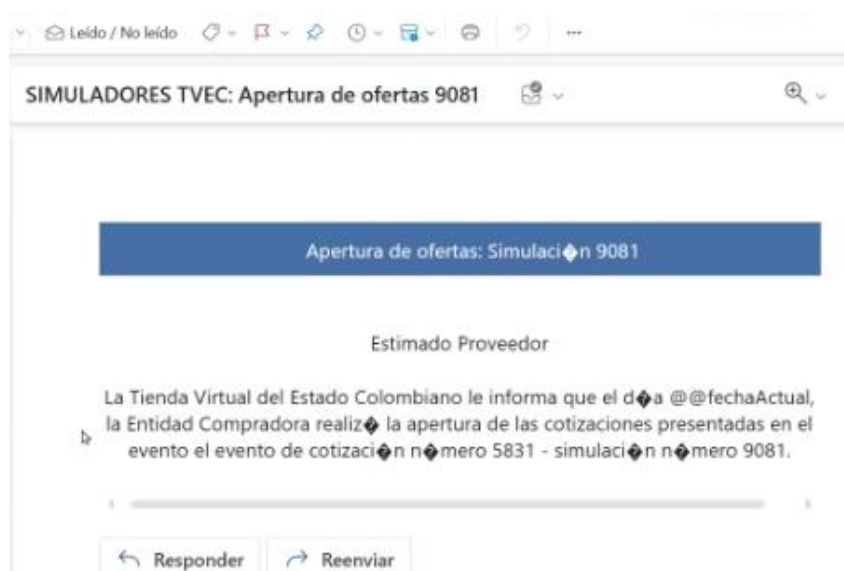 Leído / No leído
SIMULADORES TVEC: Apertura de ofertas 9081
Apertura de ofertas: Simulaci�n 9081
Estimado Proveedor
La Tienda Virtual del Estado Colombiano le informa que el d�a @@fechaActual,
la Entidad Compradora realiz� la apertura de las cotizaciones presentadas en el
evento el evento de cotizaci�n n�mero 5831 - simulaci�n n�mero 9081.
Responder Reenviar